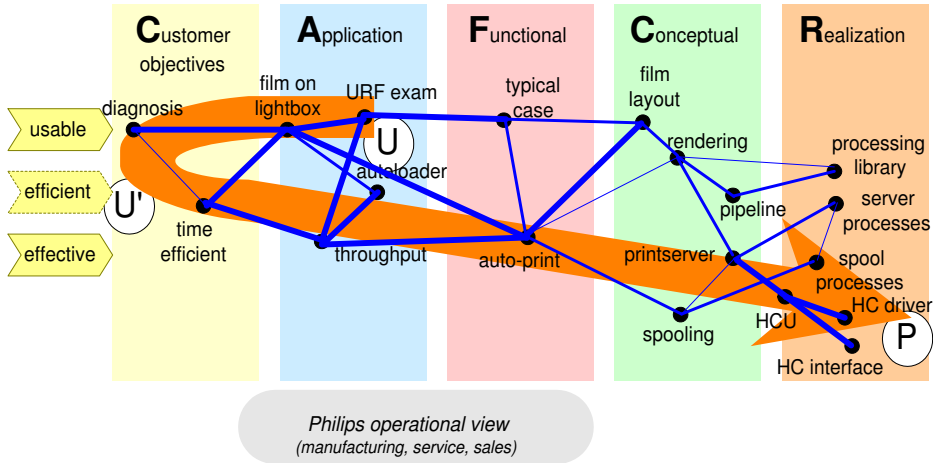 Customer
objectives
Application
Functional
Conceptual
Realization
usable
efficient
effective
diagnosis
film on
lightbox
URF exam
typical
case
film
layout
rendering
processing
library
U
autoloader
U'
time
efficient
throughput
auto-print
pipeline
server
processes
printserver
spool
processes
spooling
HCU
HC driver
P
HC interface
Philips operational view
(manufacturing, service, sales)